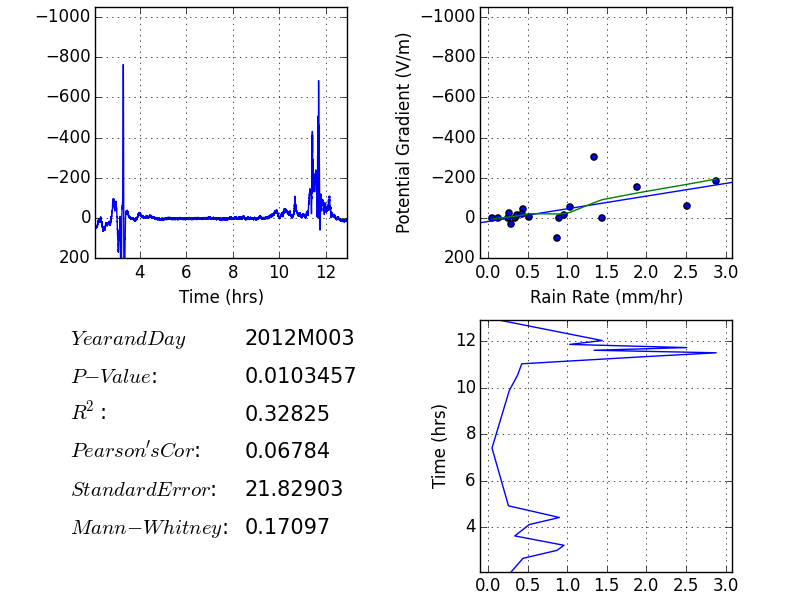 −1000
−800
−600
−400
−200
0
200
4 6 8 10 12
Time (hrs)
Potential Gradient (V/m)
−1000
−800
−600
−400
−200
0
200
0.0 0.5 1.0 1.5 2.0 2.5 3.0
Rain Rate (mm/hr)
YearandDay 2012M003
P−Value: 0.0103457
R²: 0.32825
Pearson'sCor: 0.06784
StandardError: 21.82903
Mann−Whitney: 0.17097
Time (hrs)
12
10
8
6
4
0.0 0.5 1.0 1.5 2.0 2.5 3.0